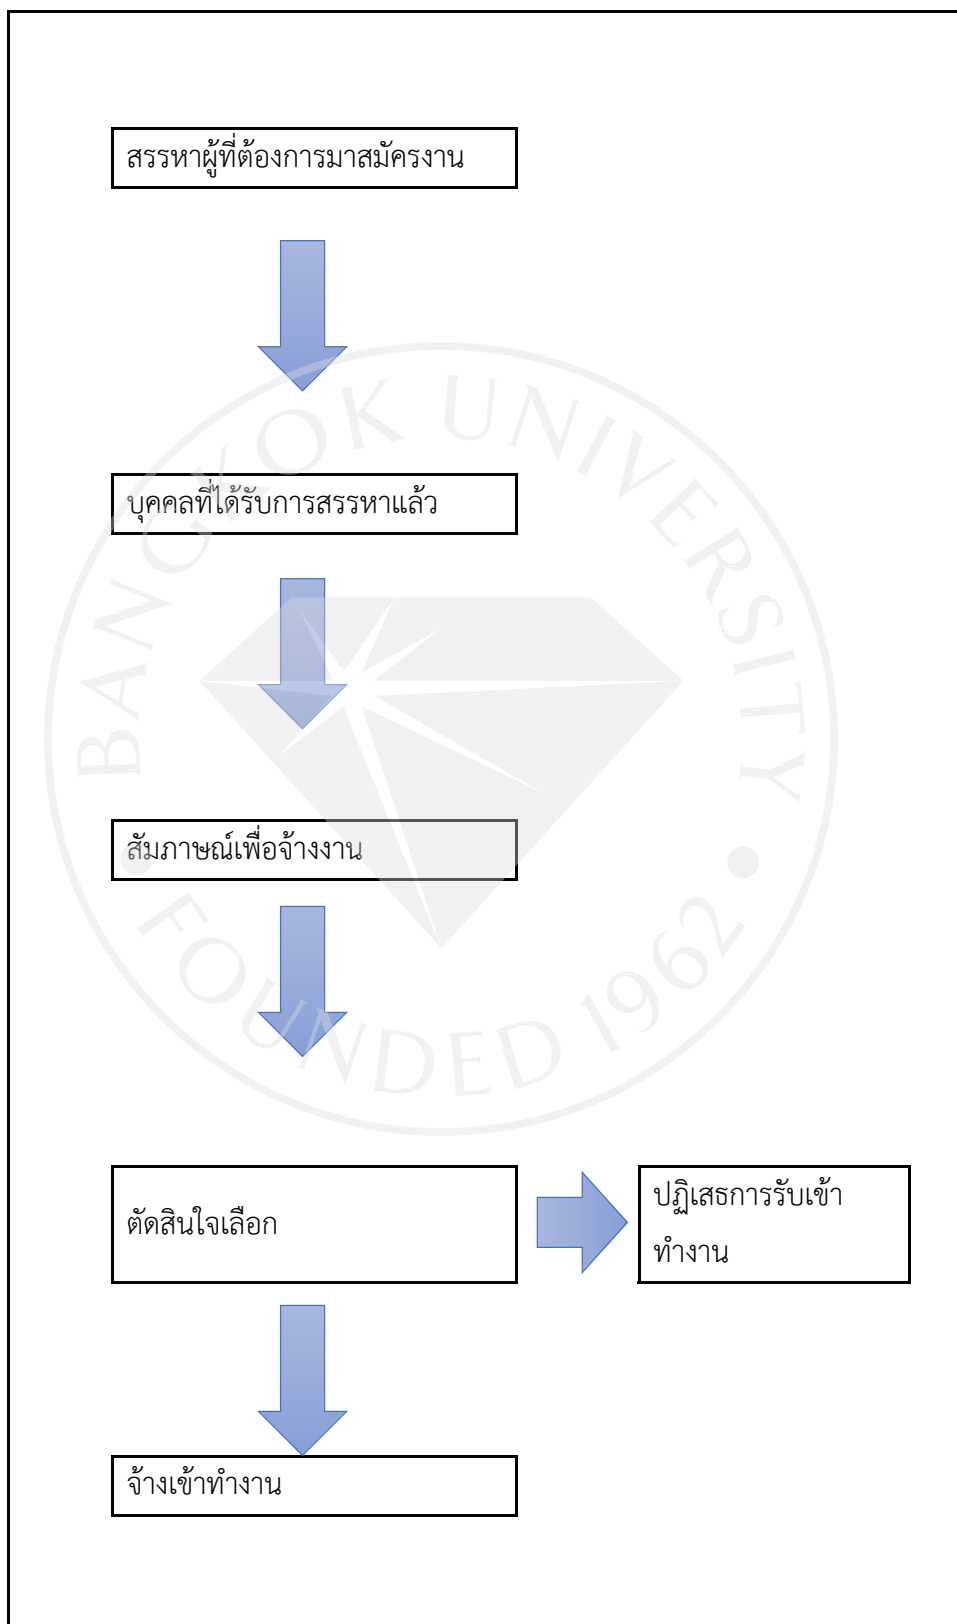 สรรหาผู้ที่ต้องการมาสมัครงาน
BANGKOK UNIVERSITY
บุคคลที่ได้รับการสรรหาแล้ว
สัมภาษณ์เพื่อจ้างงาน
• FOUNDED 1962 •
ตัดสินใจเลือก
ปฏิเสธการรับเข้า
ทำงาน
จ้างเข้าทำงาน